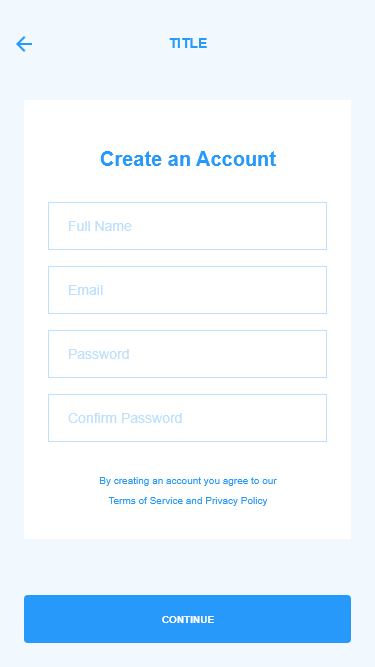 TITLE
Create an Account
Full Name
Email
Password
Confirm Password
By creating an account you agree to our
Terms of Service and Privacy Policy
CONTINUE